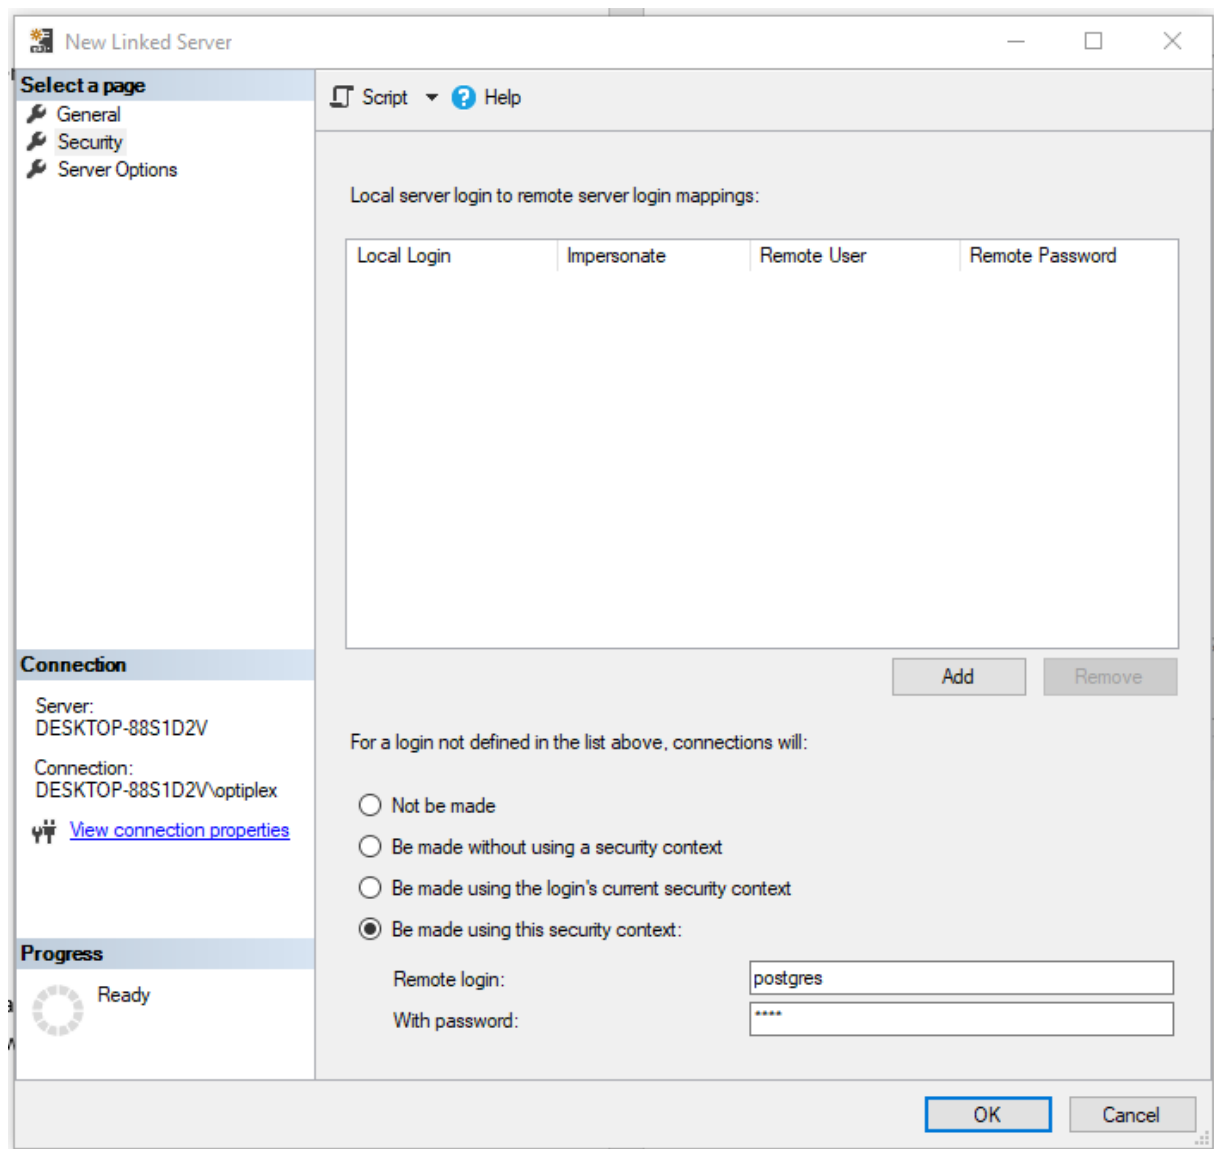 New Linked Server
Select a page
General
Security
Server Options
Script
Help
Local server login to remote server login mappings:
Local Login Impersonate Remote User Remote Password
Add
Remove
Connection
Server:
DESKTOP-88S1D2V
Connection:
DESKTOP-88S1D2V\optiplex
View connection properties
Progress
Ready
For a login not defined in the list above, connections will:
Not be made
Be made without using a security context
Be made using the login's current security context
Be made using this security context:
Remote login: postgres
With password: ****
OK
Cancel